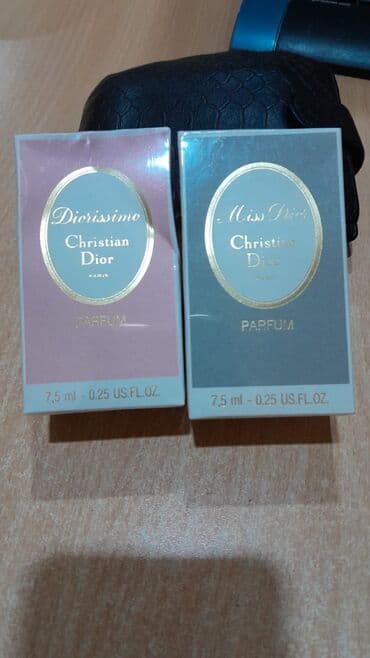 Diorissimo
Christian
Dior
PARIS
PARFUM
7,5 ml - 0.25 US.FL.OZ.
Miss Dior
Christian
Dior
PARIS
PARFUM
7,5 ml - 0.25 US.FL.OZ.